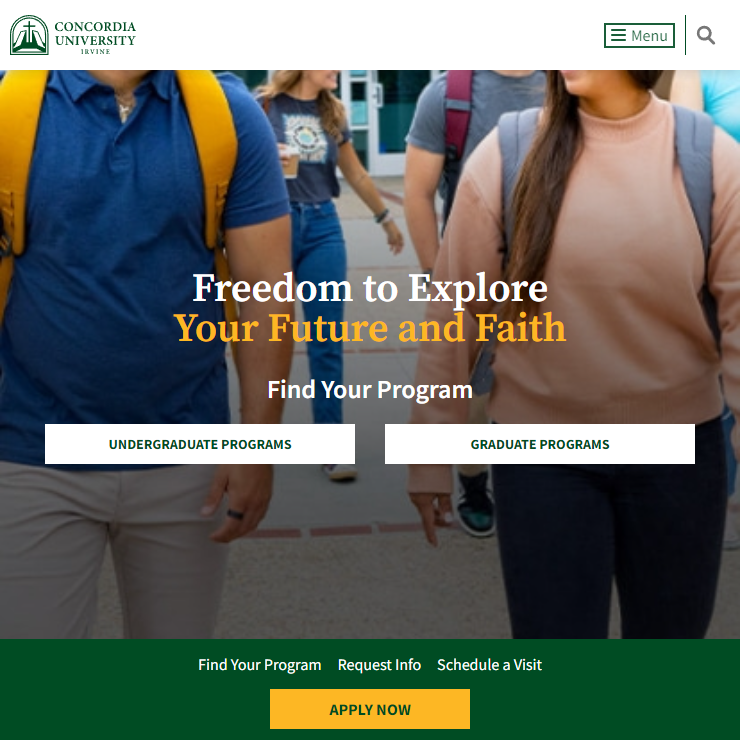 CONCORDIA
UNIVERSITY
IRVINE
Menu
Freedom to Explore
Your Future and Faith
Find Your Program
UNDERGRADUATE PROGRAMS
GRADUATE PROGRAMS
Find Your Program
Request Info
Schedule a Visit
APPLY NOW